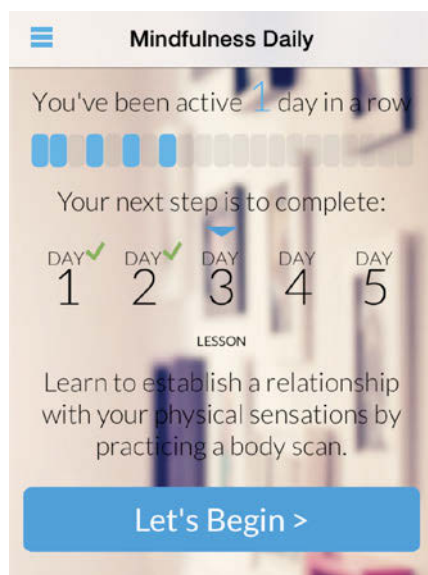 Mindfulness Daily
You've been active 1 day in a row
Your next step is to complete:
DAY DAY DAY DAY DAY
1 2 3 4 5
LESSON
Learn to establish a relationship
with your physical sensations by
practicing a body scan.
Let's Begin >